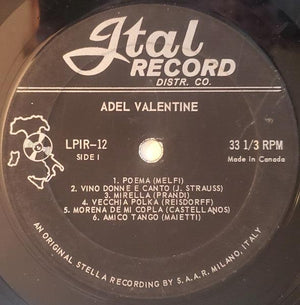 Ital
RECORD
DISTR. CO.
ADEL VALENTINE
LPIR-12
SIDE I
33 1/3 RPM
Made in Canada
1. POEMA (MELFI)
2. VINO DONNE E CANTO (J. STRAUSS)
3. MIRELLA (PRANDI)
4. VECCHIA POLKA (REISDORFF)
5. MORENA DE MI COPLA (CASTELLANOS)
6. AMICO TANGO (MAIETTI)
AN ORIGINAL STELLA RECORDING BY S.A.A.R. MILANO, ITALY